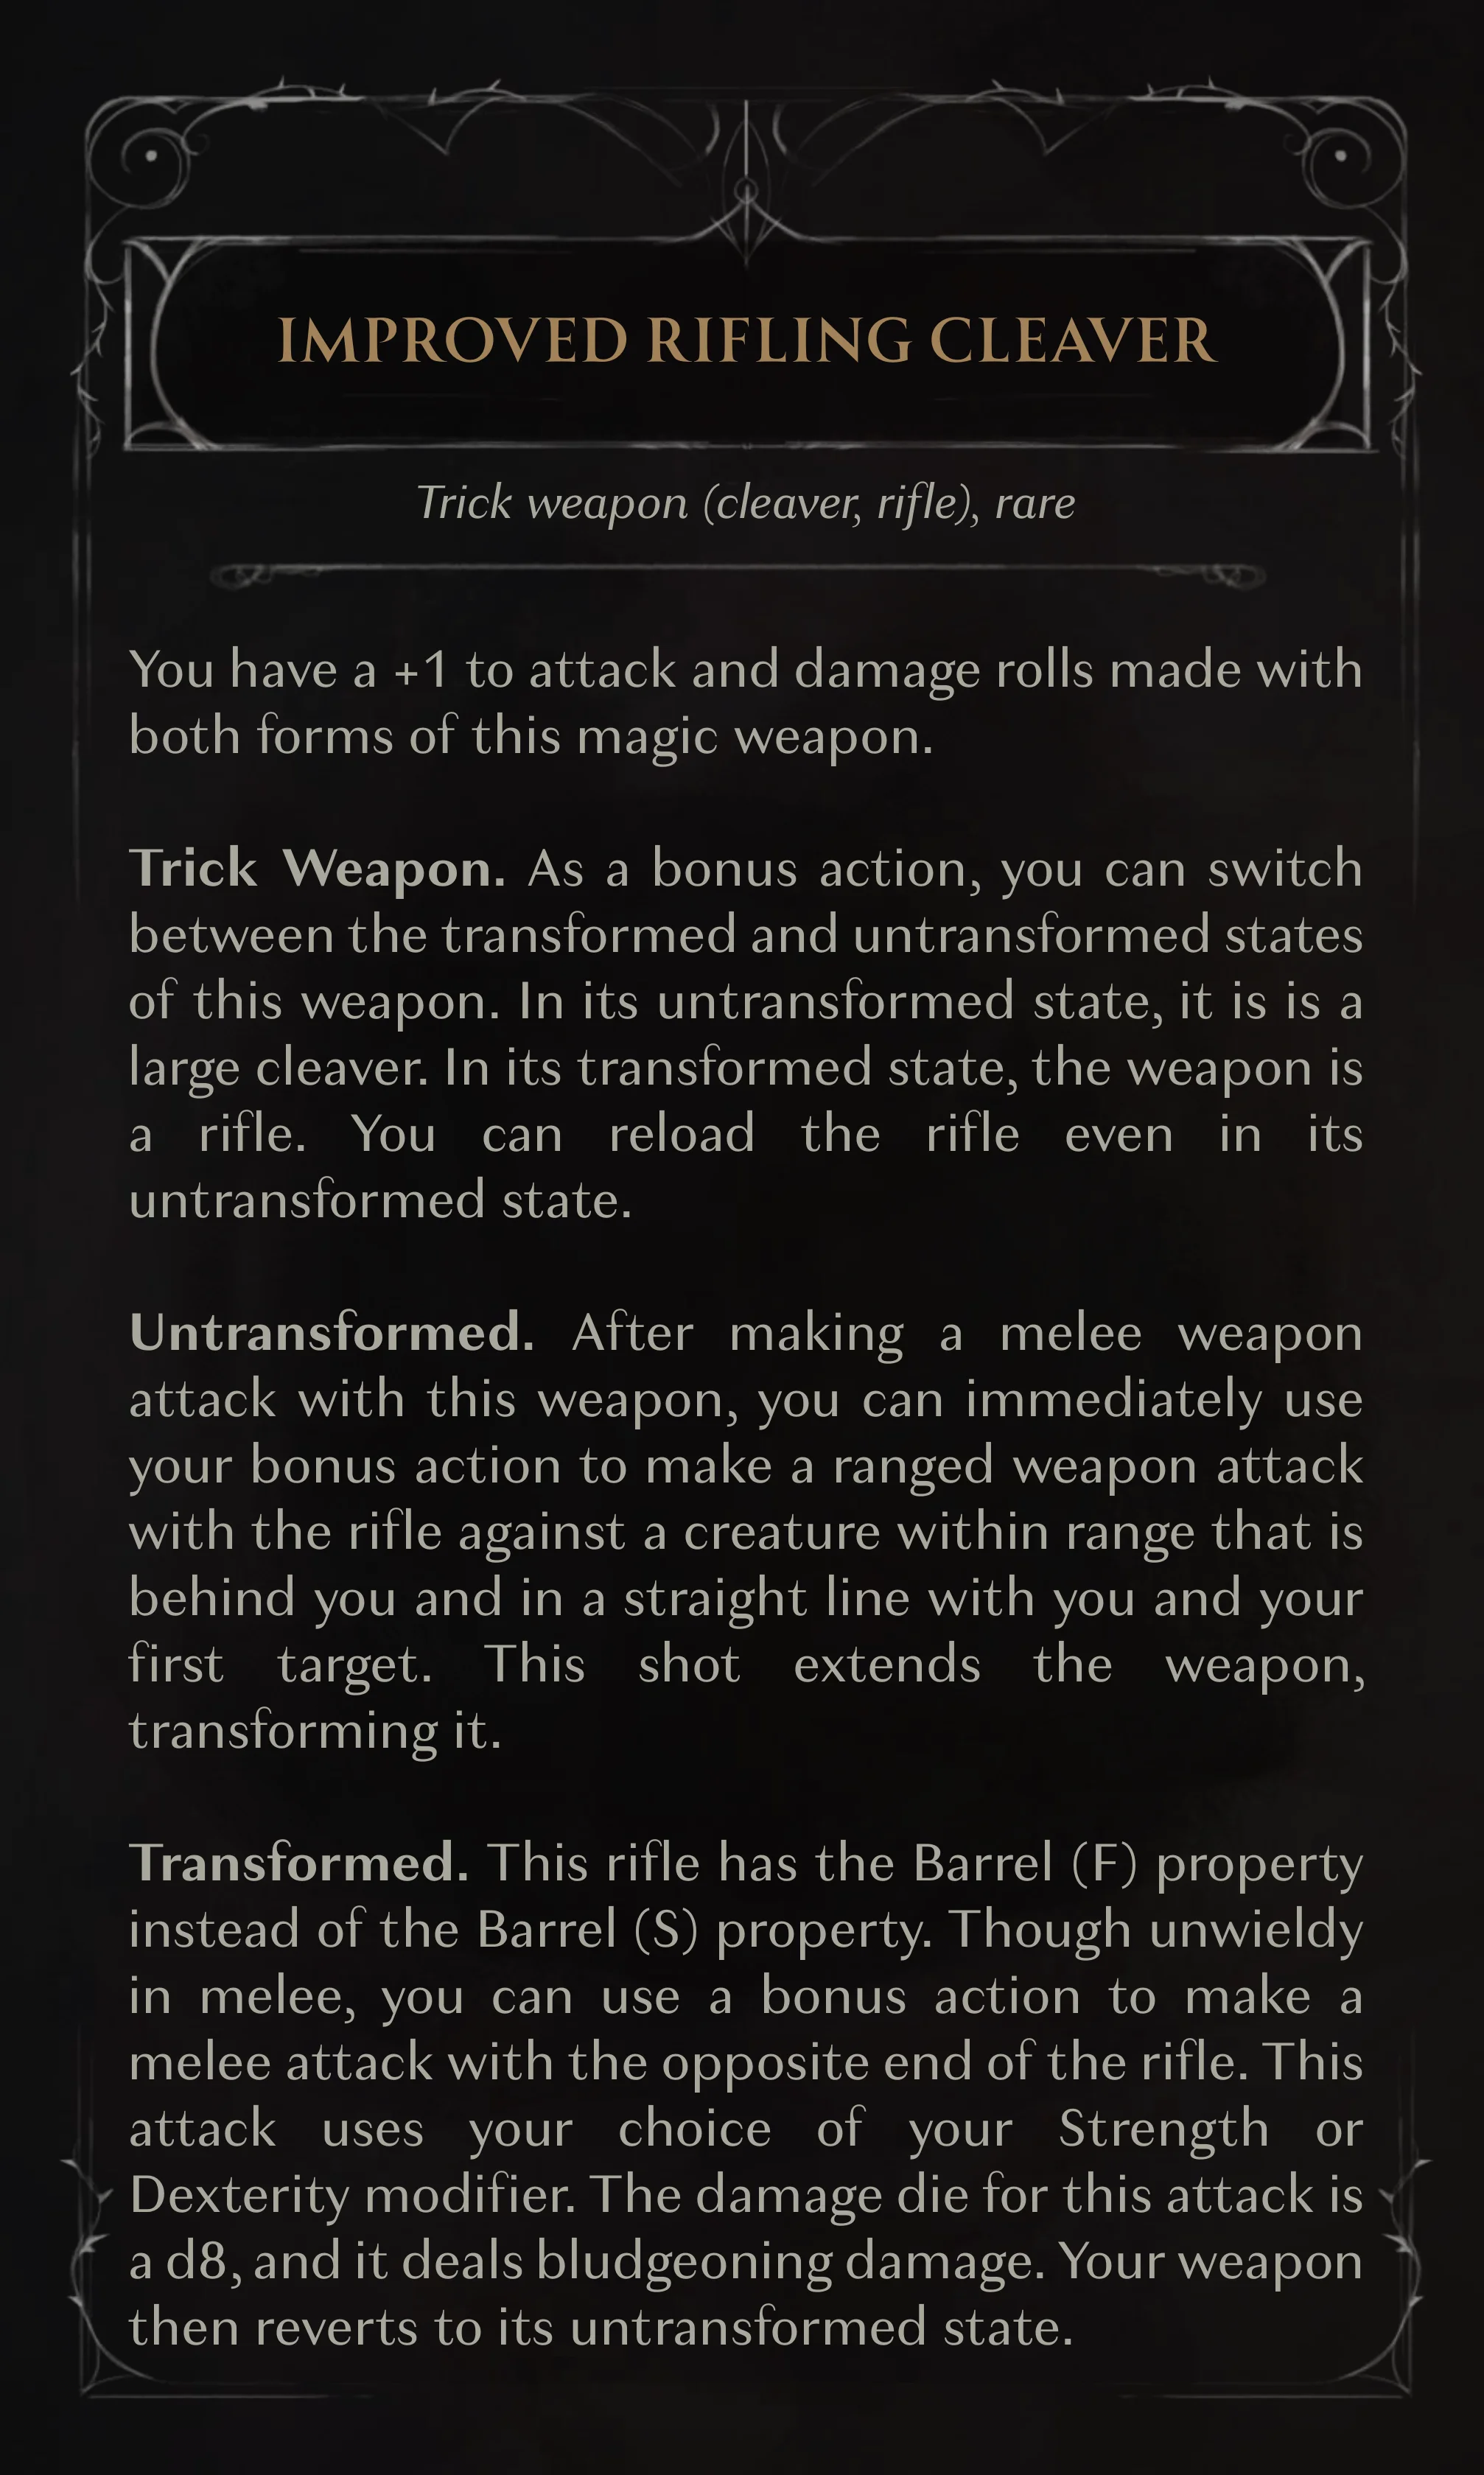 IMPROVED RIFLING CLEAVER
Trick weapon (cleaver, rifle), rare
You have a +1 to attack and damage rolls made with
both forms of this magic weapon.
Trick Weapon. As a bonus action, you can switch
between the transformed and untransformed states
of this weapon. In its untransformed state, it is is a
large cleaver. In its transformed state, the weapon is
a rifle. You can reload the rifle even in its
untransformed state.
Untransformed. After making a melee weapon
attack with this weapon, you can immediately use
your bonus action to make a ranged weapon attack
with the rifle against a creature within range that is
behind you and in a straight line with you and your
first target. This shot extends the weapon,
transforming it.
Transformed. This rifle has the Barrel (F) property
instead of the Barrel (S) property. Though unwieldy
in melee, you can use a bonus action to make a
melee attack with the opposite end of the rifle. This
attack uses your choice of your Strength or
Dexterity modifier. The damage die for this attack is
a d8, and it deals bludgeoning damage. Your weapon
then reverts to its untransformed state.